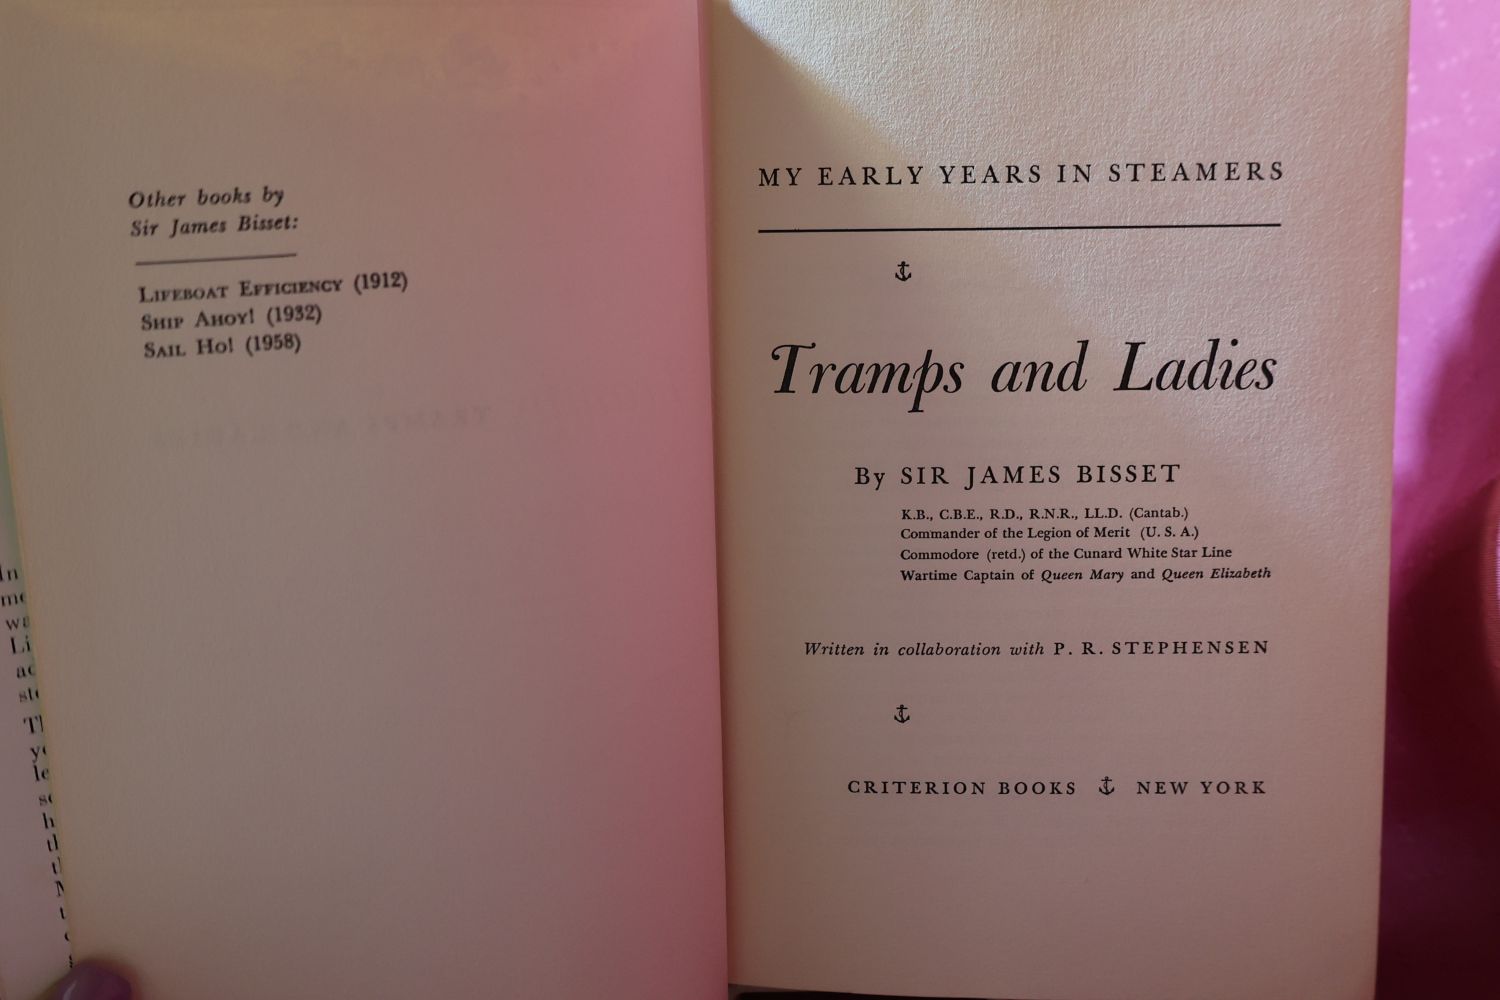 Other books by
Sir James Bisset:
LIFEBOAT EFFICIENCY (1912)
SHIP AHOY! (1932)
SAIL HO! (1958)
MY EARLY YEARS IN STEAMERS
Tramps and Ladies
By SIR JAMES BISSET
K.B., C.B.E., R.D., R.N.R., LL.D. (Cantab.)
Commander of the Legion of Merit (U. S. A.)
Commodore (retd.) of the Cunard White Star Line
Wartime Captain of Queen Mary and Queen Elizabeth
Written in collaboration with P. R. STEPHENSEN
CRITERION BOOKS NEW YORK